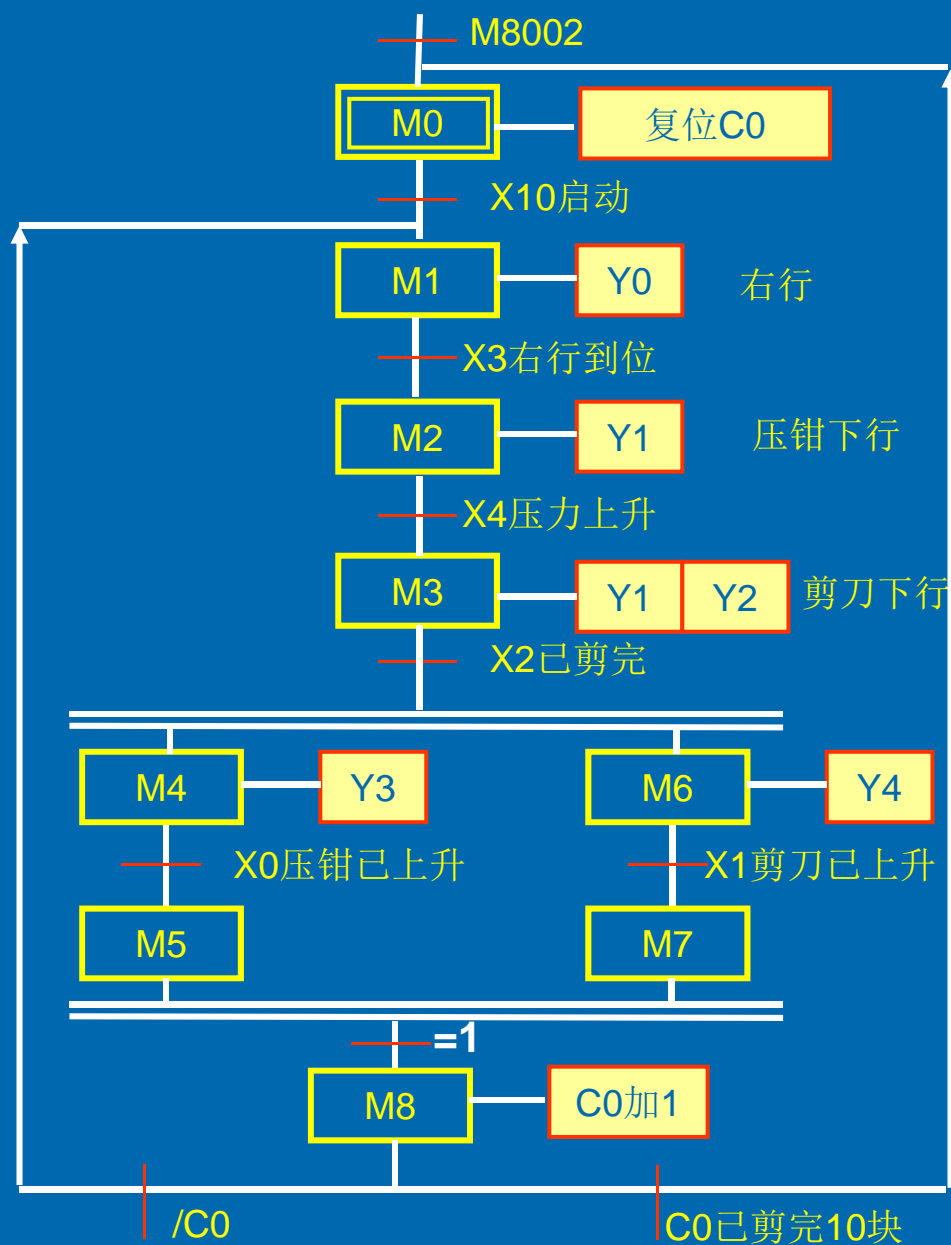 M8002
M0
复位C0
X10启动
M1
Y0
右行
X3右行到位
M2
Y1
压钳下行
X4压力上升
M3
Y1
Y2
剪刀下行
X2已剪完
M4
Y3
M6
Y4
X0压钳已上升
X1剪刀已上升
M5
M7
=1
M8
C0加1
/C0
C0已剪完10块